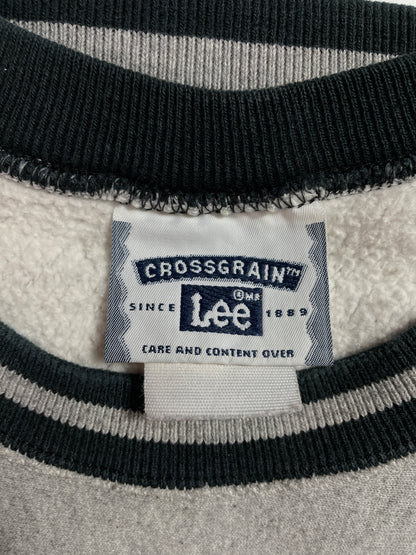 CROSSGRAIN™
SINCE Lee ®MR 1889
CARE AND CONTENT OVER